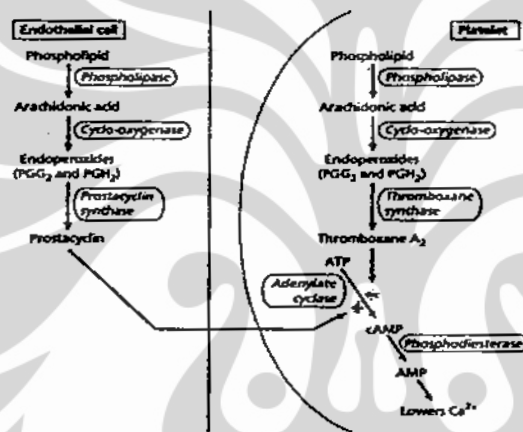 Endothelial cell
Phospholipid
Phospholipase
Arachidonic acid
Cyclo-oxygenase
Endoperoxides
(PGG₂ and PGH₂)
Prostacyclin
synthase
Prostacyclin
Platelet
Phospholipid
Phospholipase
Arachidonic acid
Cyclo-oxygenase
Endoperoxides
(PGG₂ and PGH₂)
Thromboxane
synthase
Thromboxane A₂
ATP
Adenylate
cyclase
+
cAMP
Phosphodiesterase
AMP
Lowers Ca²⁺